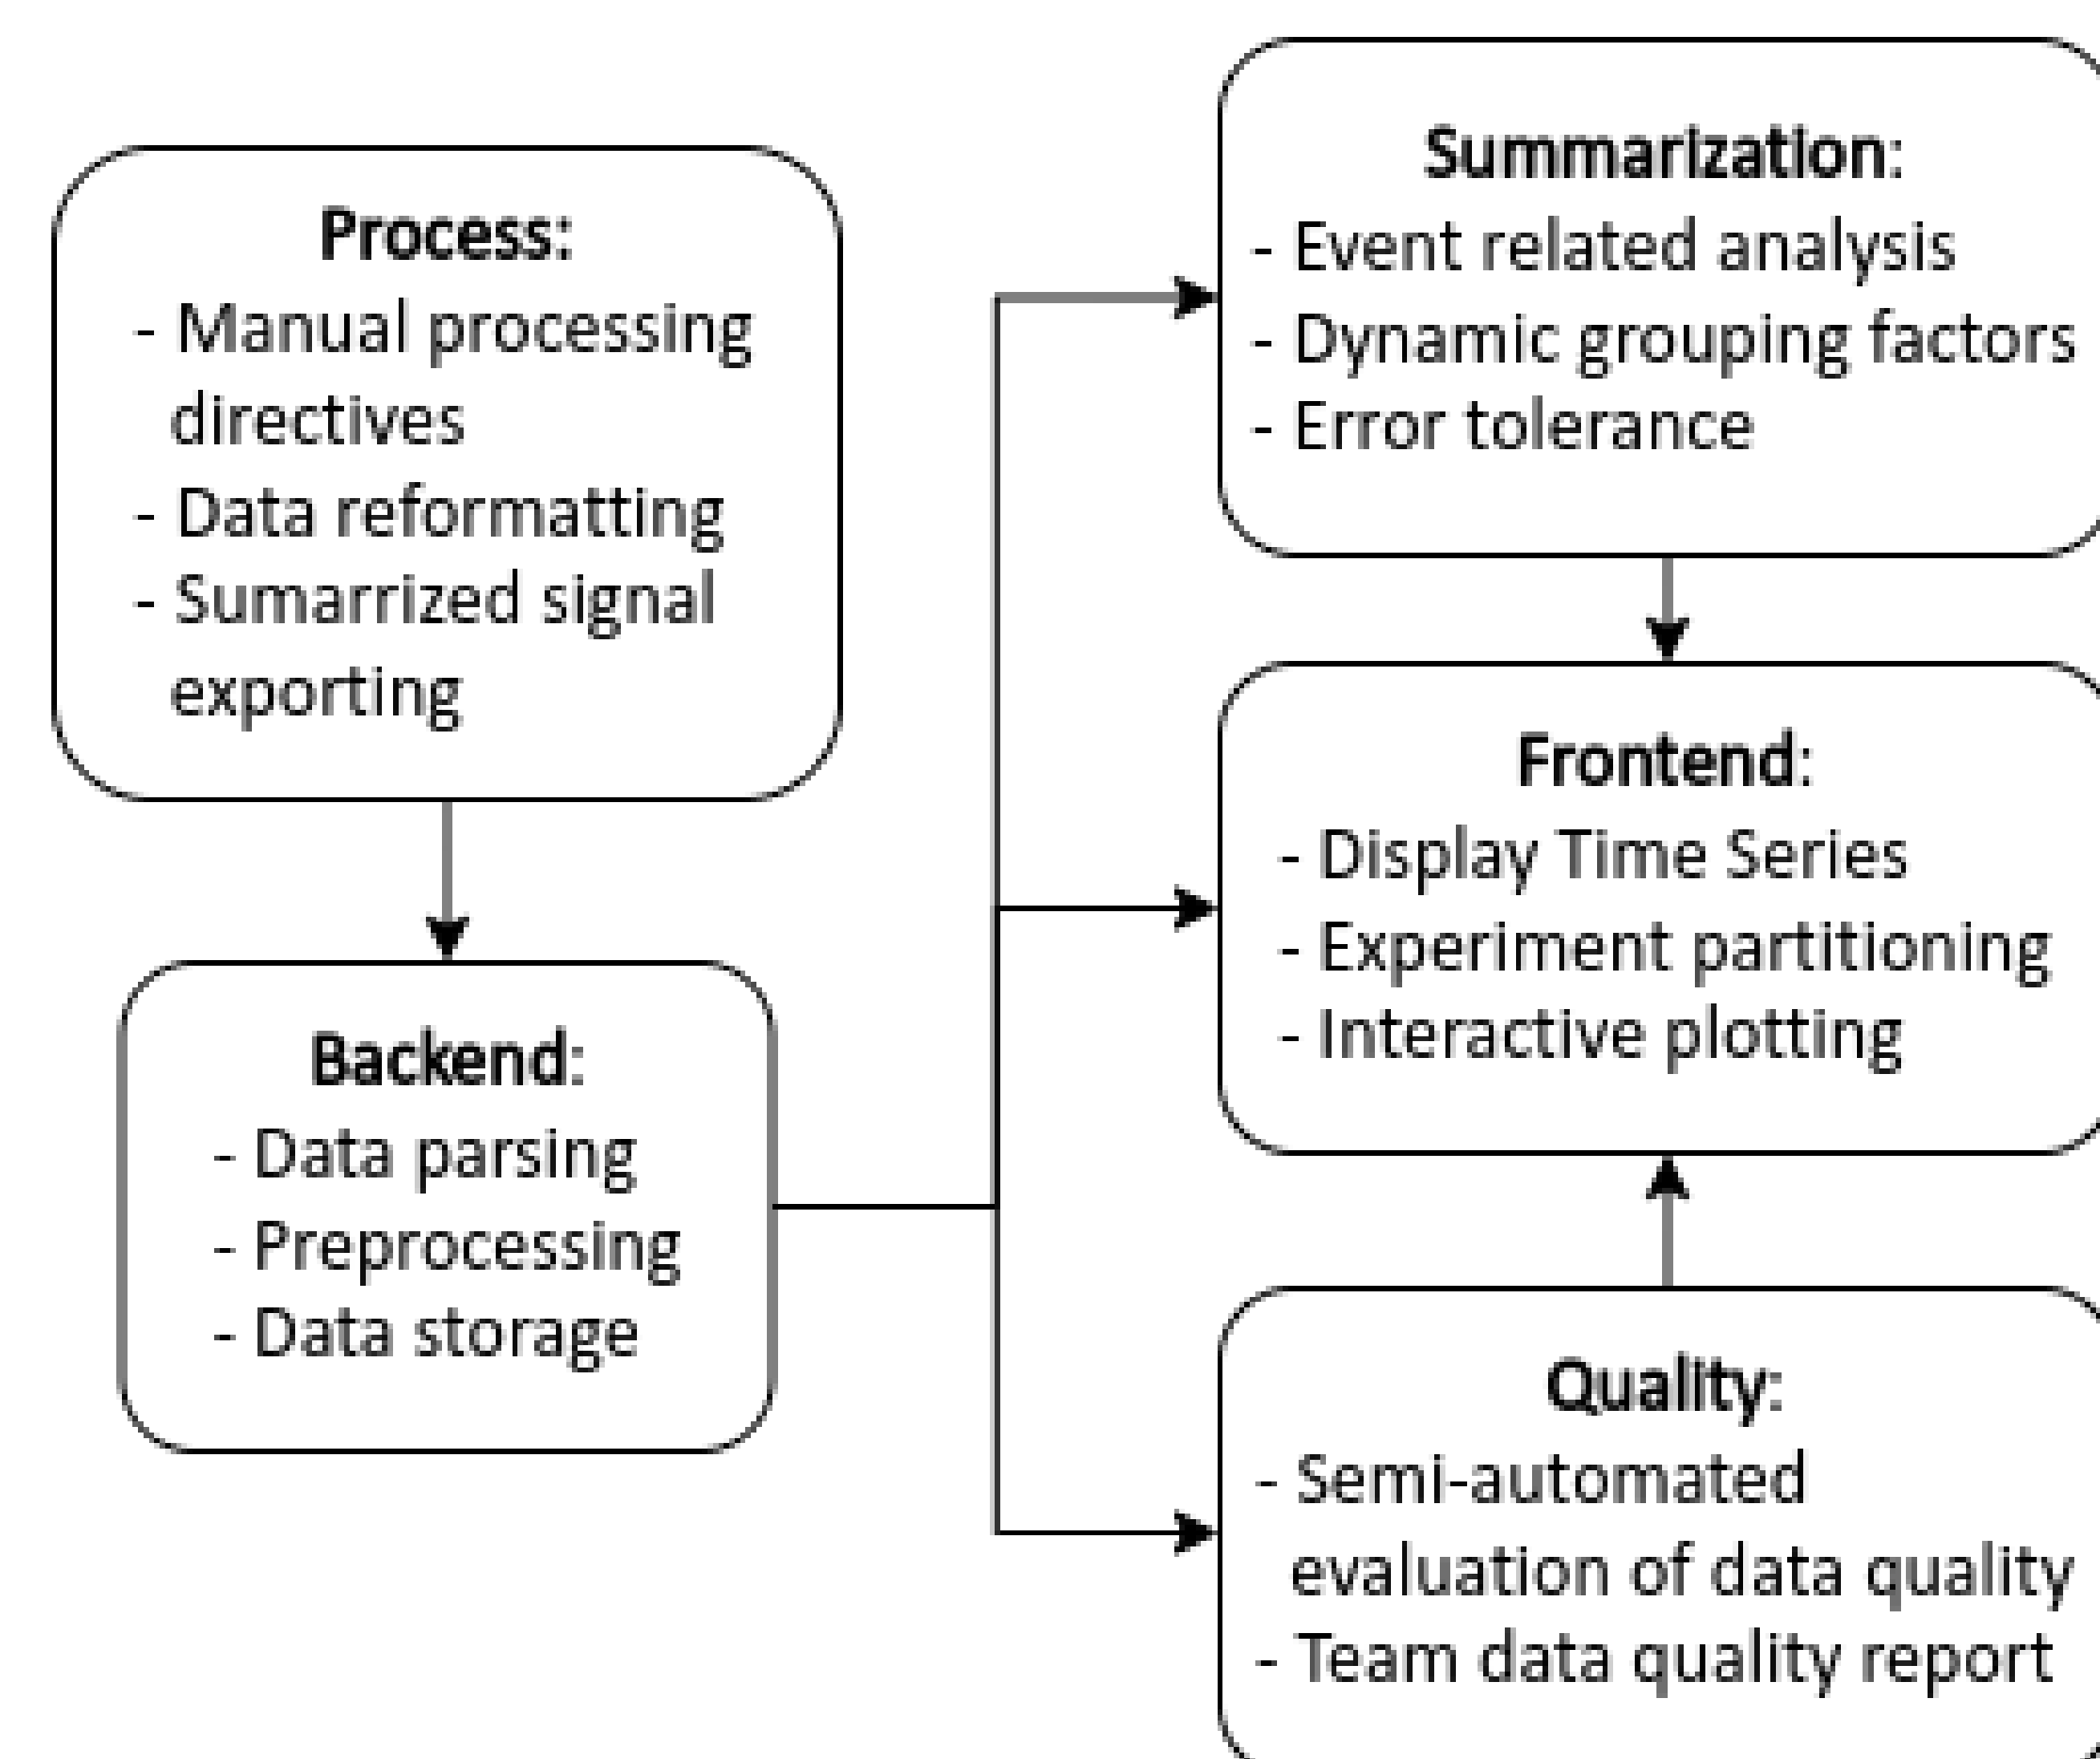 Process:
- Manual processing
directives
- Data reformatting
- Sumarrized signal
exporting
Backend:
- Data parsing
- Preprocessing
- Data storage
Summarization:
- Event related analysis
- Dynamic grouping factors
- Error tolerance
Frontend:
- Display Time Series
- Experiment partitioning
- Interactive plotting
Quality:
- Semi-automated
evaluation of data quality
- Team data quality report